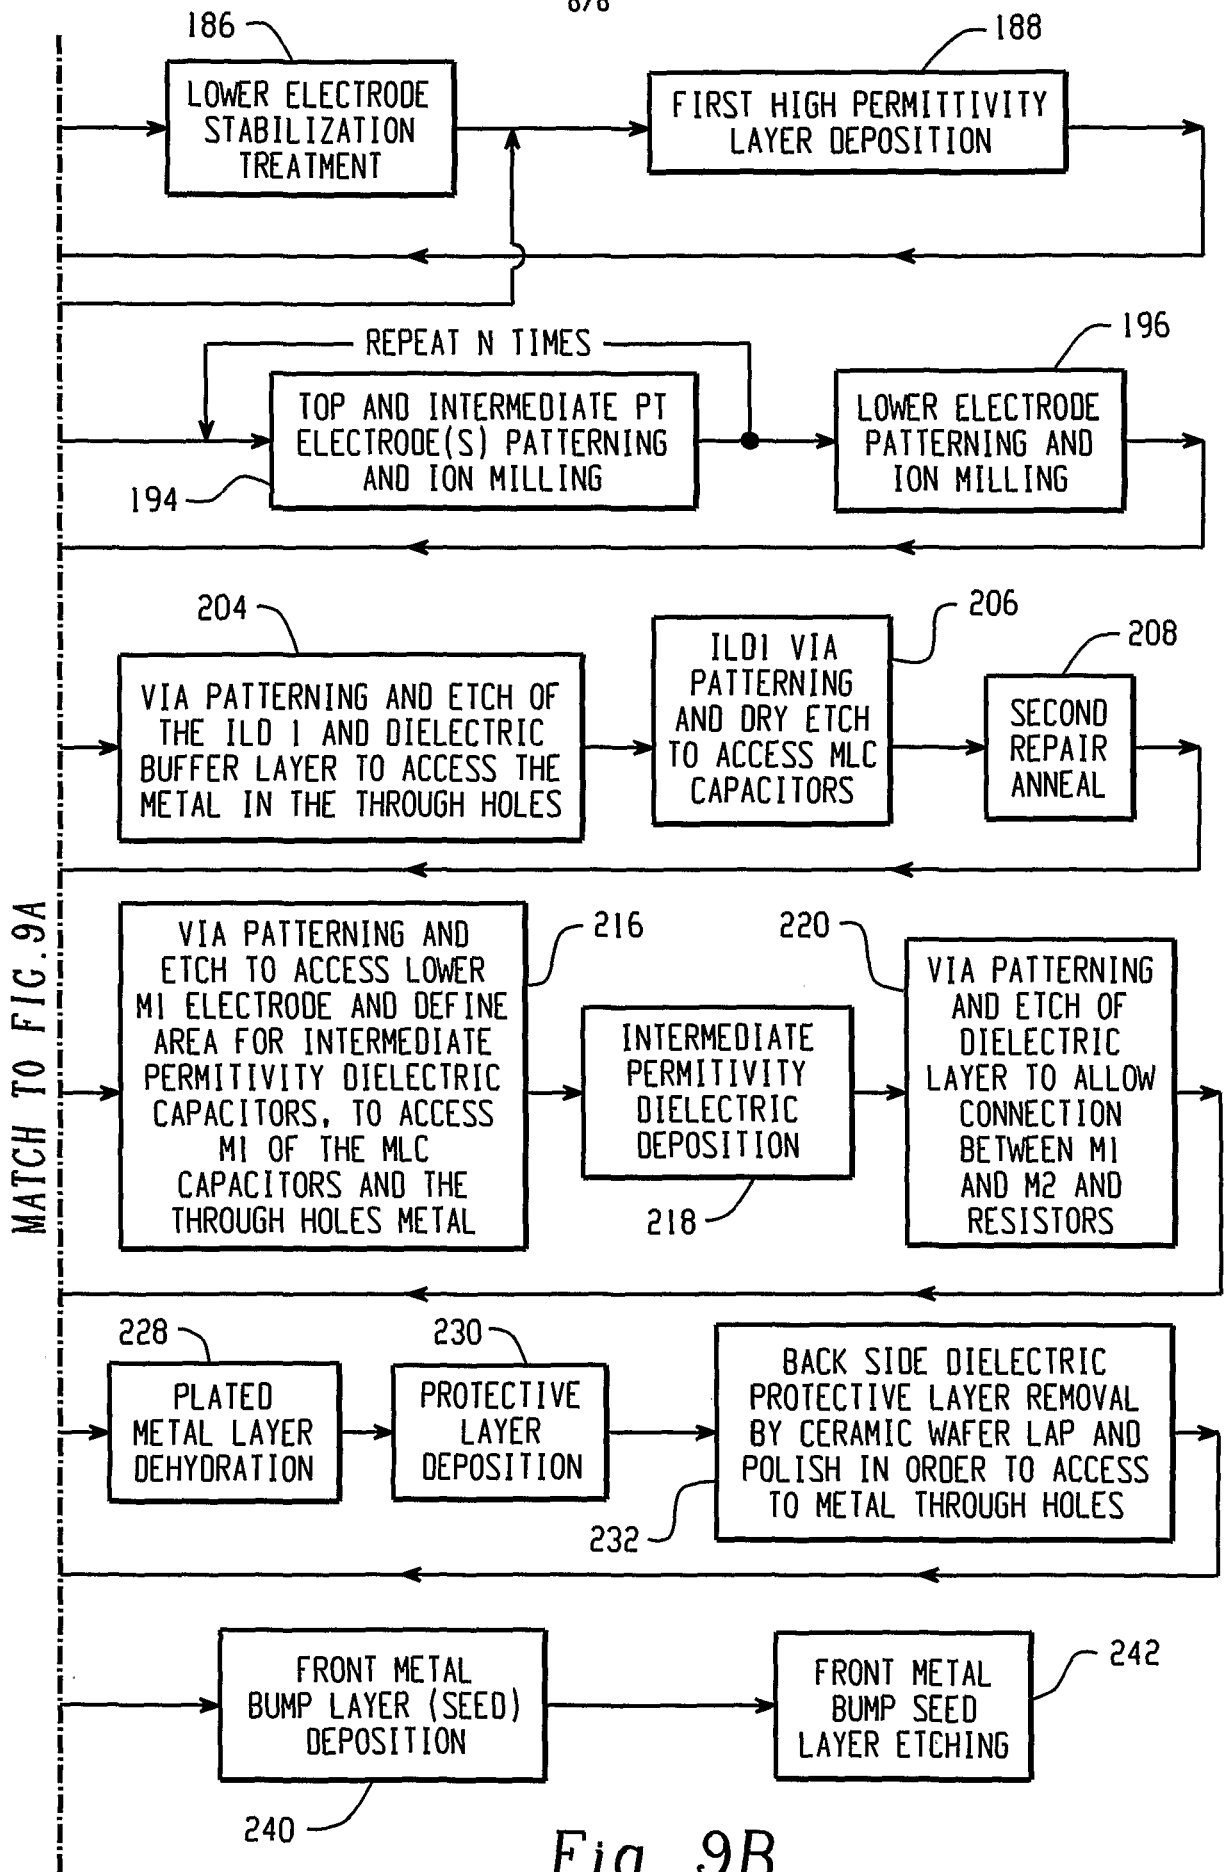 8/8
186
188
LOWER ELECTRODE
STABILIZATION
TREATMENT
FIRST HIGH PERMITTIVITY
LAYER DEPOSITION
REPEAT N TIMES
196
TOP AND INTERMEDIATE PT
ELECTRODE(S) PATTERNING
AND ION MILLING
194
LOWER ELECTRODE
PATTERNING AND
ION MILLING
204
206
208
VIA PATTERNING AND ETCH OF
THE ILD 1 AND DIELECTRIC
BUFFER LAYER TO ACCESS THE
METAL IN THE THROUGH HOLES
ILD1 VIA
PATTERNING
AND DRY ETCH
TO ACCESS MLC
CAPACITORS
SECOND
REPAIR
ANNEAL
MATCH TO FIG.9A
VIA PATTERNING AND
ETCH TO ACCESS LOWER
M1 ELECTRODE AND DEFINE
AREA FOR INTERMEDIATE
PERMITIVITY DIELECTRIC
CAPACITORS, TO ACCESS
M1 OF THE MLC
CAPACITORS AND THE
THROUGH HOLES METAL
216
INTERMEDIATE
PERMITIVITY
DIELECTRIC
DEPOSITION
218
220
VIA PATTERNING
AND ETCH OF
DIELECTRIC
LAYER TO ALLOW
CONNECTION
BETWEEN M1
AND M2 AND
RESISTORS
228
230
PLATED
METAL LAYER
DEHYDRATION
PROTECTIVE
LAYER
DEPOSITION
BACK SIDE DIELECTRIC
PROTECTIVE LAYER REMOVAL
BY CERAMIC WAFER LAP AND
POLISH IN ORDER TO ACCESS
TO METAL THROUGH HOLES
232
FRONT METAL
BUMP LAYER (SEED)
DEPOSITION
240
FRONT METAL
BUMP SEED
LAYER ETCHING
242
Fig. 9B